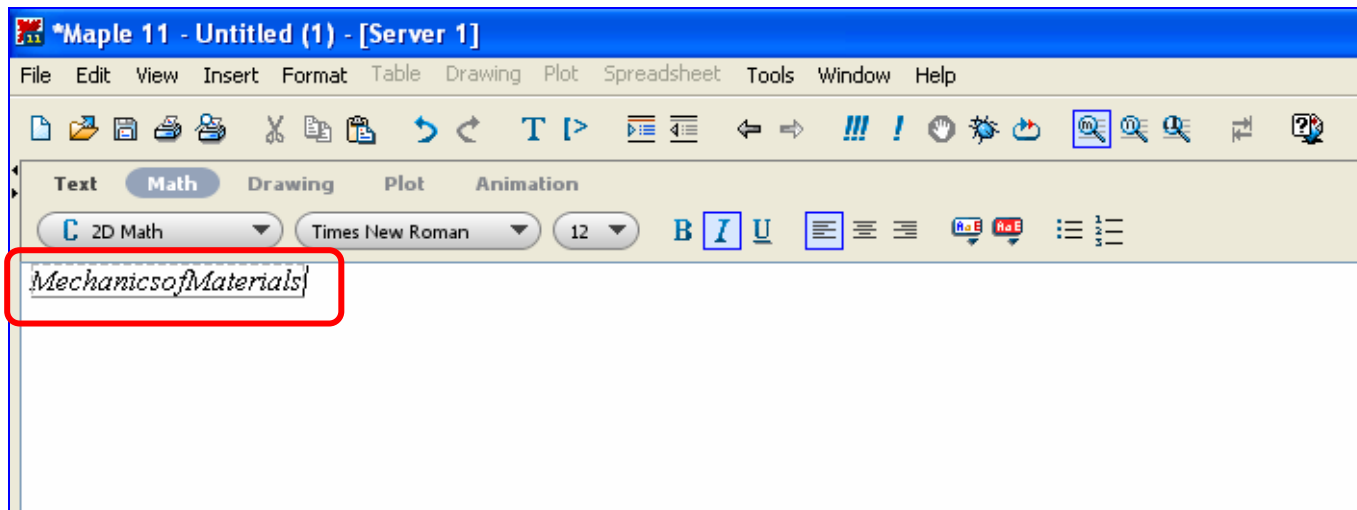 *Maple 11 - Untitled (1) - [Server 1]
File Edit View Insert Format Table Drawing Plot Spreadsheet Tools Window Help
Text Math Drawing Plot Animation
C 2D Math Times New Roman 12 B I U
MechanicsofMaterials